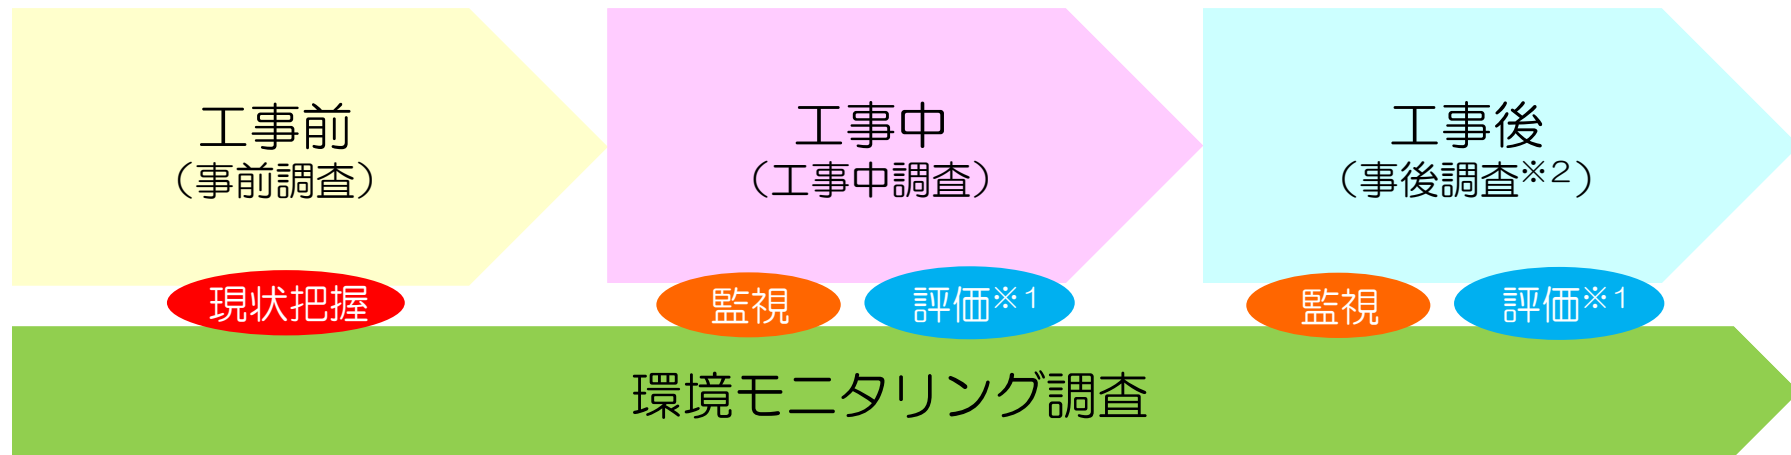 工事前
（事前調査）
工事中
（工事中調査）
工事後
（事後調査※２）
現状把握
監視
評価※１
監視
評価※１
環境モニタリング調査